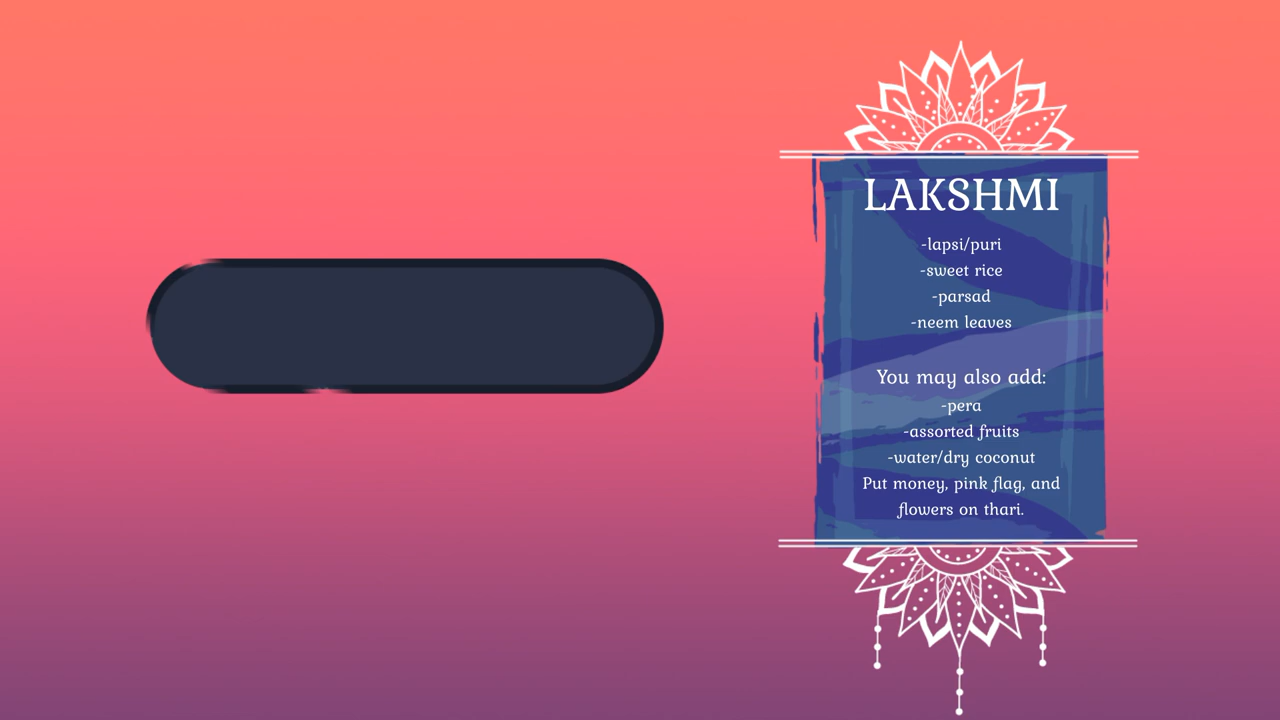 LAKSHMI
-lapsi/puri
-sweet rice
-parsad
-neem leaves
You may also add:
-pera
-assorted fruits
-water/dry coconut
Put money, pink flag, and
flowers on thari.